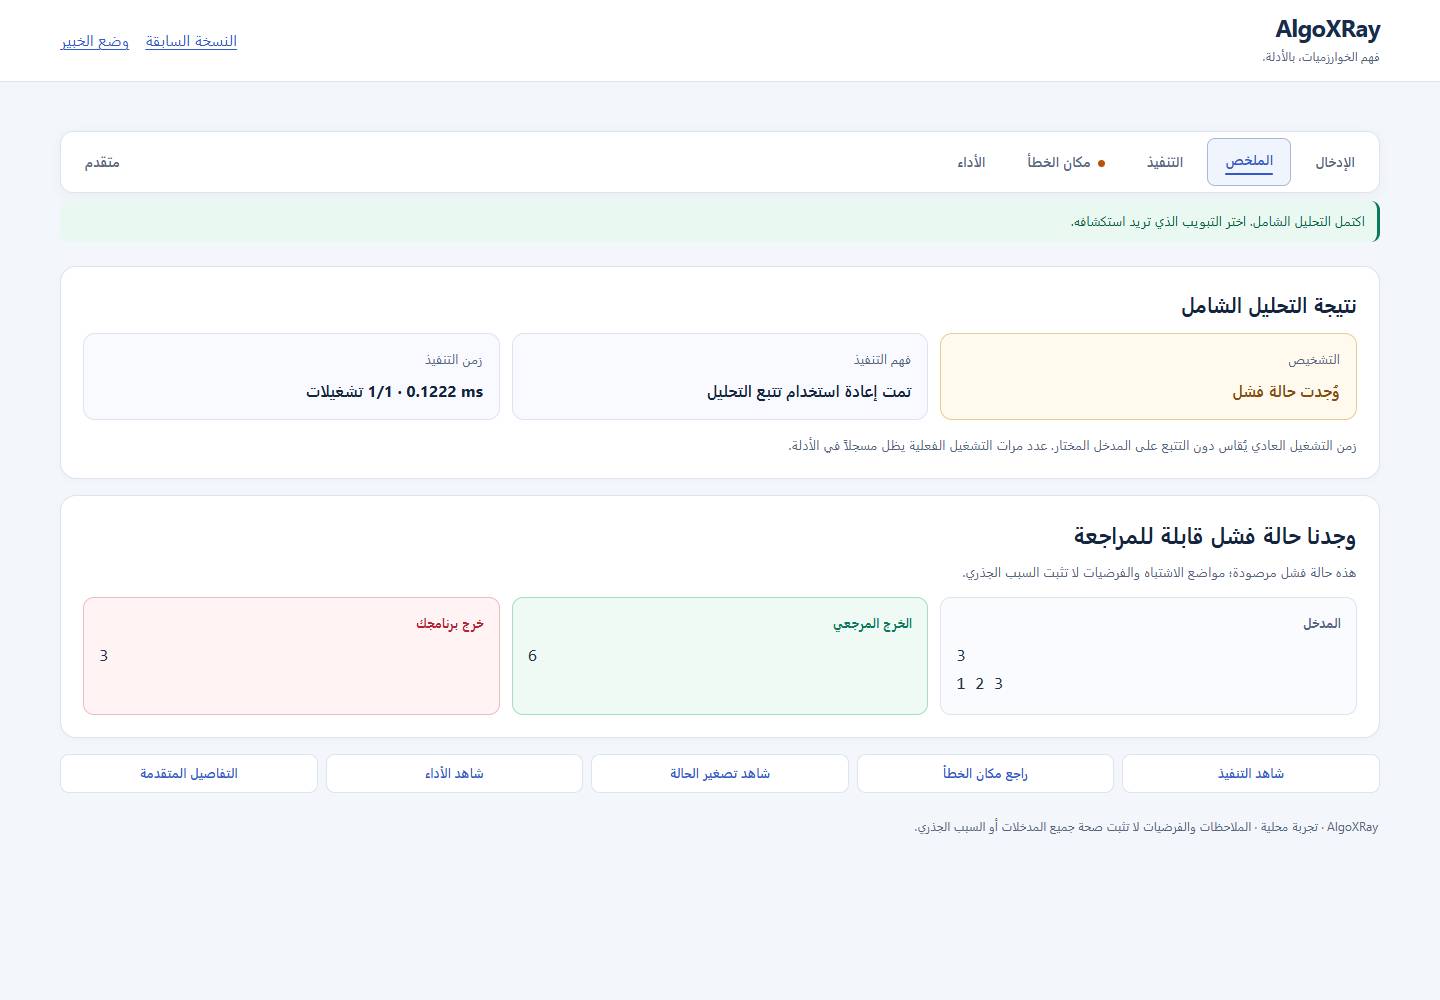 AlgoXRay
فهم الخوارزميات، بالأدلة.
النسخة السابقة
وضع الخبير
الإدخال
الملخص
التنفيذ
مكان الخطأ
الأداء
متقدم
اكتمل التحليل الشامل. اختر التبويب الذي تريد استكشافه.
نتيجة التحليل الشامل
التشخيص
وُجدت حالة فشل
فهم التنفيذ
تمت إعادة استخدام تتبع التحليل
زمن التنفيذ
0.1222 ms · 1/1 تشغيلات
زمن التشغيل العادي يُقاس دون التتبع على المدخل المختار. عدد مرات التشغيل الفعلية يظل مسجلاً في الأدلة.
وجدنا حالة فشل قابلة للمراجعة
هذه حالة فشل مرصودة؛ مواضع الاشتباه والفرضيات لا تثبت السبب الجذري.
المدخل
3
1 2 3
الخرج المرجعي
6
خرج برنامجك
3
شاهد التنفيذ
راجع مكان الخطأ
شاهد تصغير الحالة
شاهد الأداء
التفاصيل المتقدمة
AlgoXRay · تجربة محلية · الملاحظات والفرضيات لا تثبت صحة جميع المدخلات أو السبب الجذري.